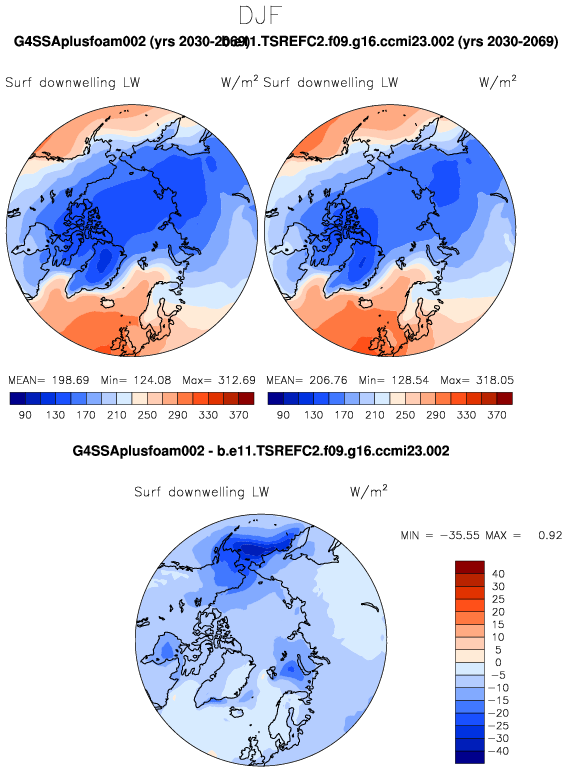 DJF
G4SSAplusfoam002 (yrs 2030-2069) b.e11.TSREFC2.f09.g16.ccmi23.002 (yrs 2030-2069)
Surf downwelling LW W/m² Surf downwelling LW W/m²
MEAN= 198.69 Min= 124.08 Max= 312.69 MEAN= 206.76 Min= 128.54 Max= 318.05
90 130 170 210 250 290 330 370 90 130 170 210 250 290 330 370
G4SSAplusfoam002 - b.e11.TSREFC2.f09.g16.ccmi23.002
Surf downwelling LW W/m²
MIN = -35.55 MAX = 0.92
40
30
25
20
15
10
5
0
-5
-10
-15
-20
-25
-30
-40